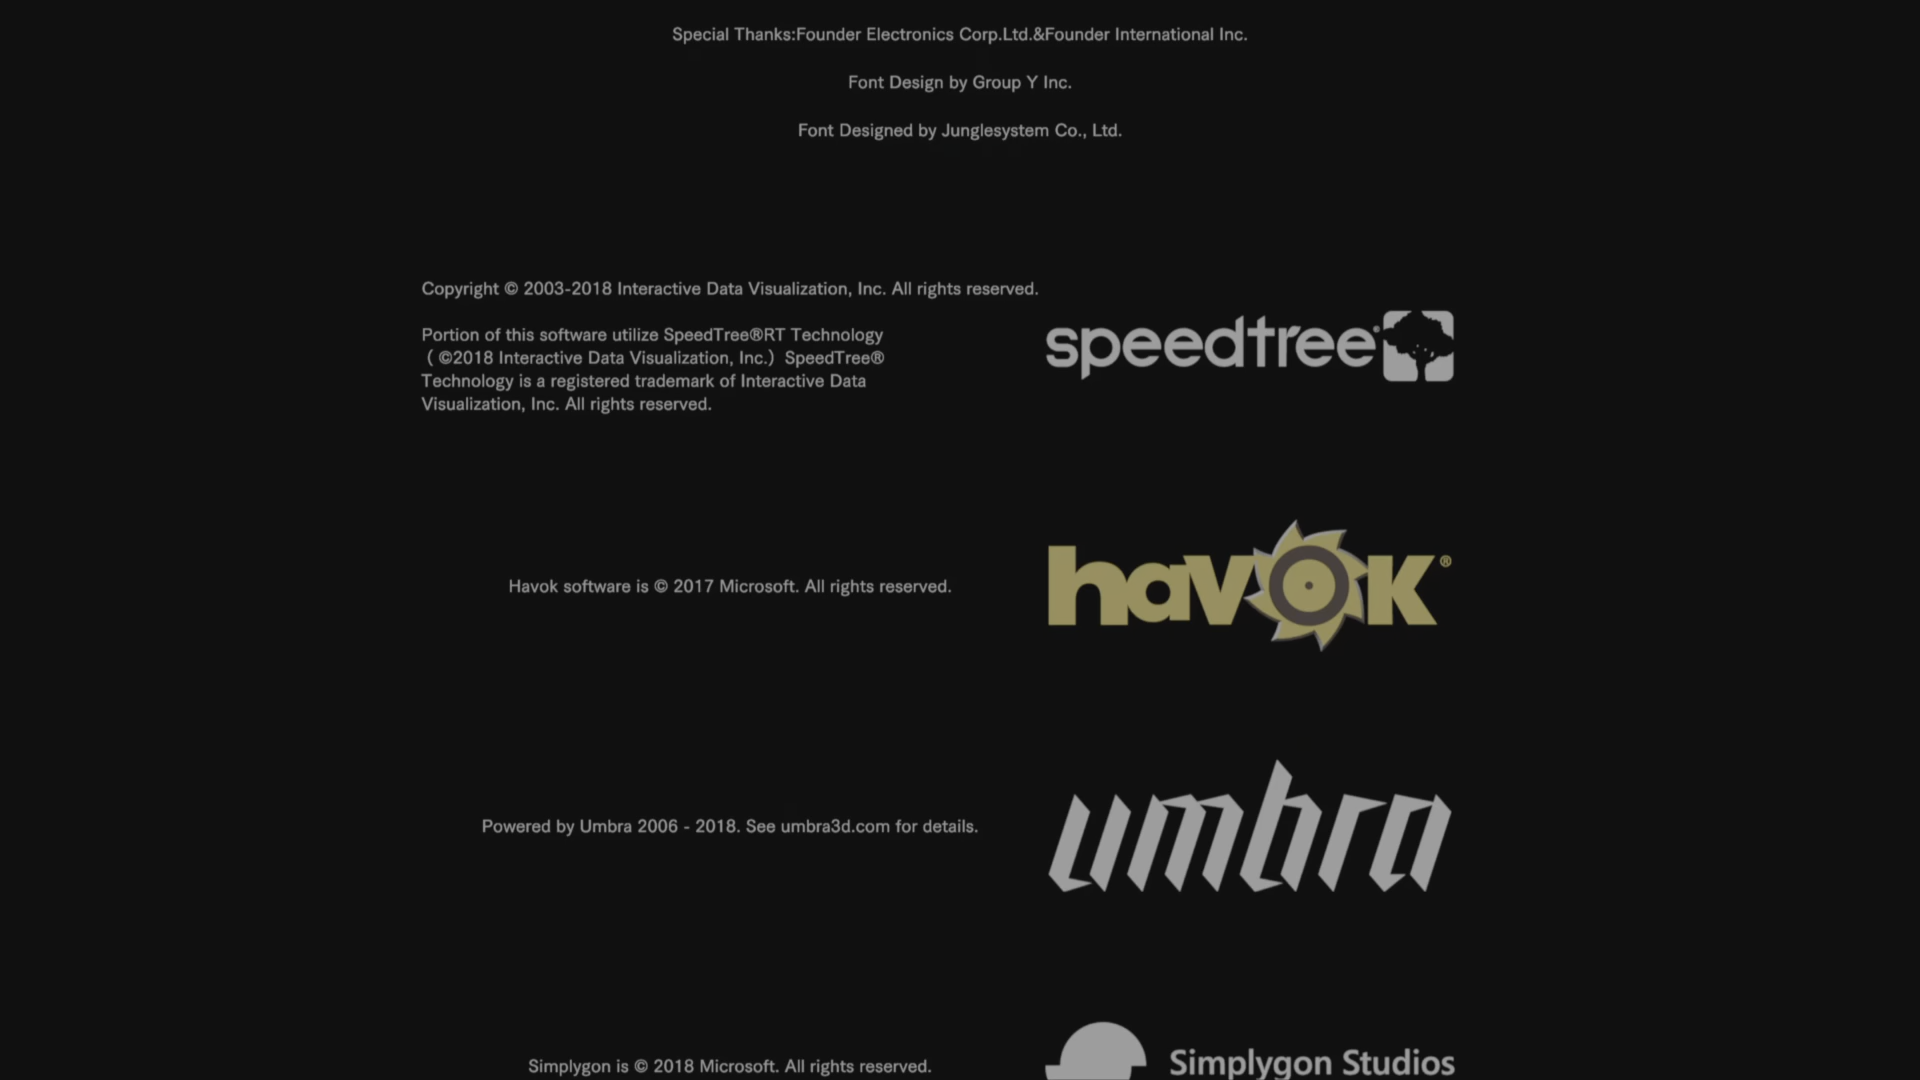 Special Thanks:Founder Electronics Corp.Ltd.&Founder International Inc.
Font Design by Group Y Inc.
Font Designed by Junglesystem Co., Ltd.
Copyright © 2003-2018 Interactive Data Visualization, Inc. All rights reserved.
Portion of this software utilize SpeedTree®RT Technology
( ©2018 Interactive Data Visualization, Inc.) SpeedTree®
Technology is a registered trademark of Interactive Data
Visualization, Inc. All rights reserved.
speedtree®
Havok software is © 2017 Microsoft. All rights reserved.
havok®
Powered by Umbra 2006 - 2018. See umbra3d.com for details.
umbra
Simplygon is © 2018 Microsoft. All rights reserved.
Simplygon Studios